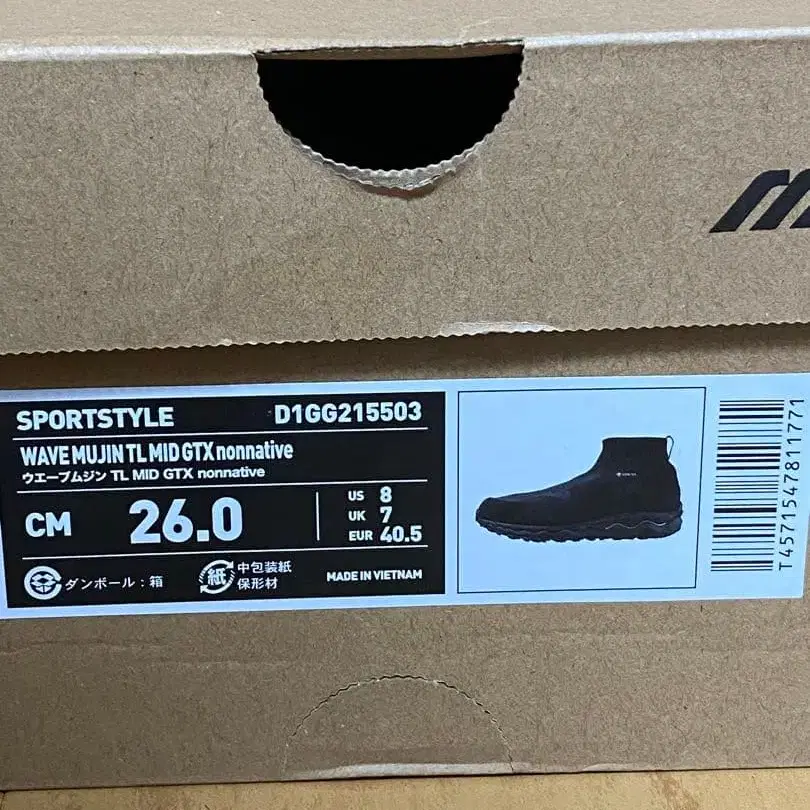 SPORTSTYLE D1GG215503
WAVE MUJIN TL MID GTX nonnative
ウエーブムジン TL MID GTX nonnative
CM 26.0
US 8
UK 7
EUR 40.5
ダンボール:箱
紙 中包装紙
保形材
MADE IN VIETNAM
T4571547811771